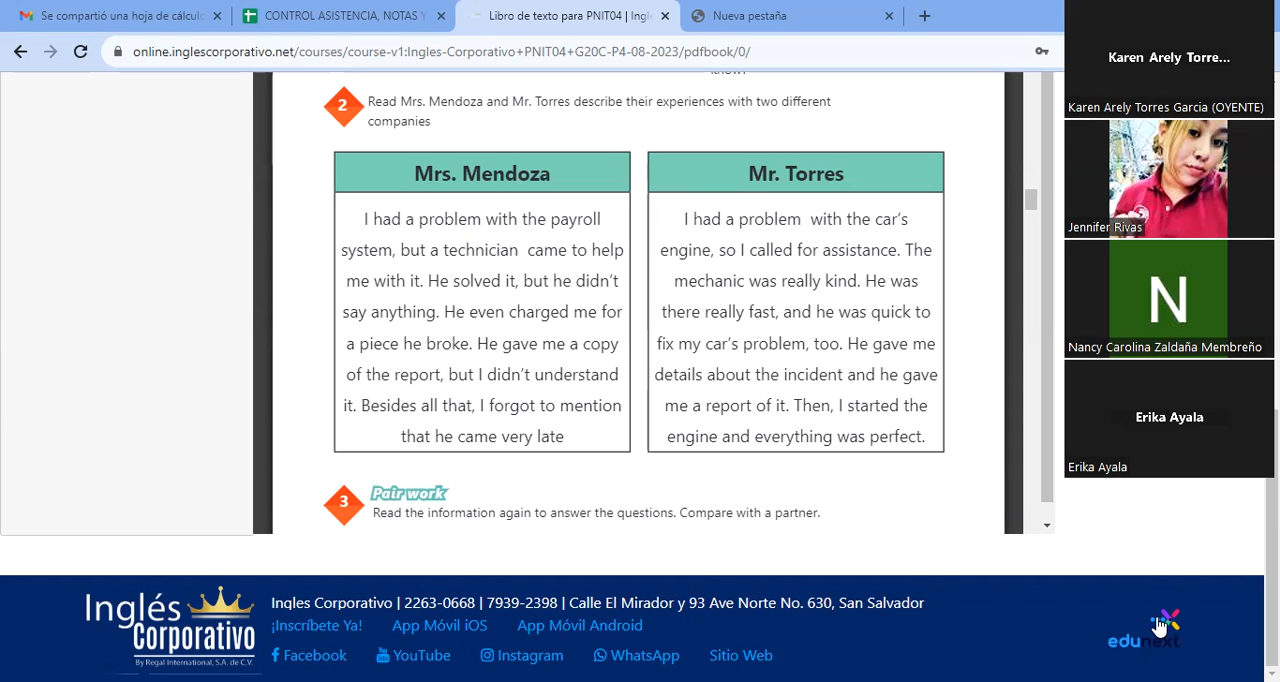 Se compartió una hoja de cálcu
CONTROL ASISTENCIA, NOTAS Y
Libro de texto para PNIT04 | Ingl
Nueva pestaña
online.inglescorporativo.net/courses/course-v1:Ingles-Corporativo+PNIT04+G20C-P4-08-2023/pdfbook/0/
2
Read Mrs. Mendoza and Mr. Torres describe their experiences with two different
companies
Mrs. Mendoza
I had a problem with the payroll
system, but a technician came to help
me with it. He solved it, but he didn't
say anything. He even charged me for
a piece he broke. He gave me a copy
of the report, but I didn't understand
it. Besides all that, I forgot to mention
that he came very late
Mr. Torres
I had a problem with the car's
engine, so I called for assistance. The
mechanic was really kind. He was
there really fast, and he was quick to
fix my car's problem, too. He gave me
details about the incident and he gave
me a report of it. Then, I started the
engine and everything was perfect.
3
Pair work
Read the information again to answer the questions. Compare with a partner.
Karen Arely Torre...
Karen Arely Torres Garcia (OYENTE)
Jennifer Rivas
N
Nancy Carolina Zaldaña Membreño
Erika Ayala
Erika Ayala
Inglés
Corporativo
By Regal International, S.A. de C.V.
Ingles Corporativo | 2263-0668 | 7939-2398 | Calle El Mirador y 93 Ave Norte No. 630, San Salvador
¡Inscríbete Ya!
App Móvil iOS
App Móvil Android
Facebook
YouTube
Instagram
WhatsApp
Sitio Web
edunext